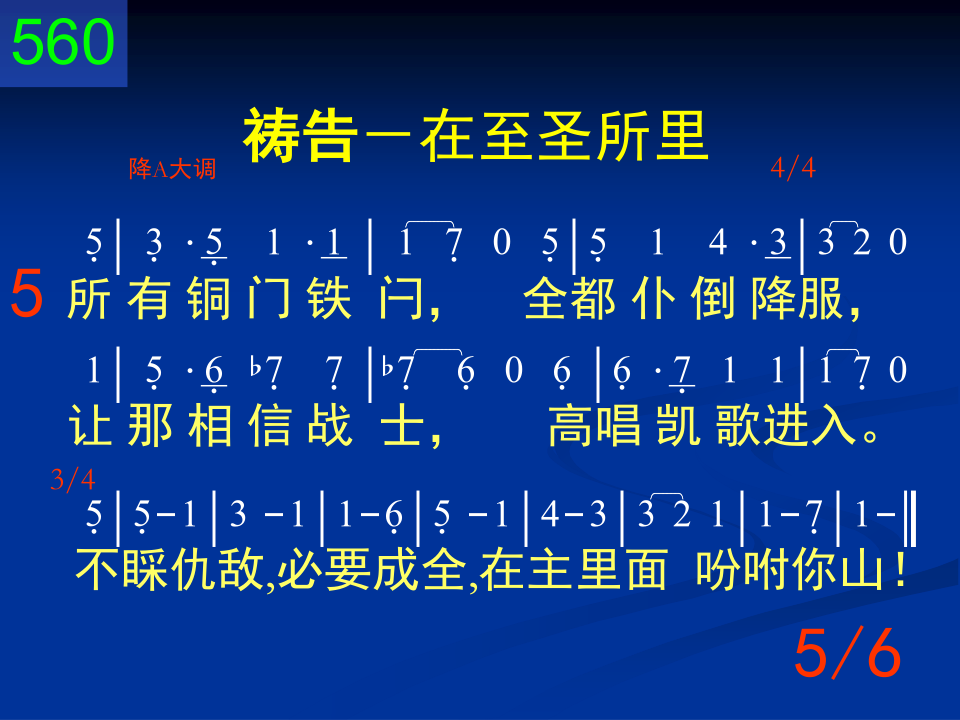 560
祷告－在至圣所里
降A大调 4/4
5 | 3 · 5 1 · 1 | 1 7 0 5 | 5 1 4 · 3 | 3 2 0
5 所 有 铜 门 铁 闩， 全都 仆 倒 降服，
1 | 5 · 6 ♭7 7 | ♭7 6 0 6 | 6 · 7 1 1 | 1 7 0
让 那 相 信 战 士， 高唱 凯 歌进入。
3/4
5 | 5 - 1 | 3 - 1 | 1 - 6 | 5 - 1 | 4 - 3 | 3 2 1 | 1 - 7 | 1 - ‖
不睬仇敌,必要成全,在主里面 吩咐你山！
5/6